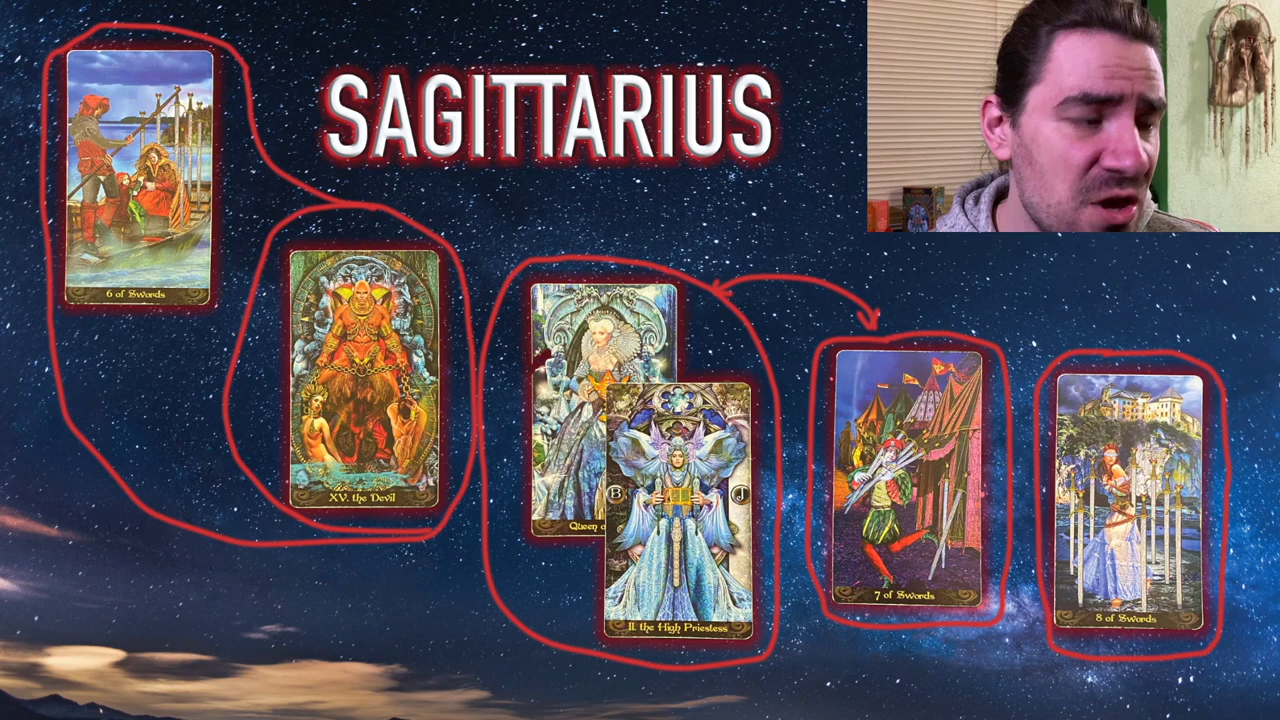 SAGITTARIUS
6 of Swords
XV. the Devil
Queen
B
J
II. the High Priestess
7 of Swords
8 of Swords